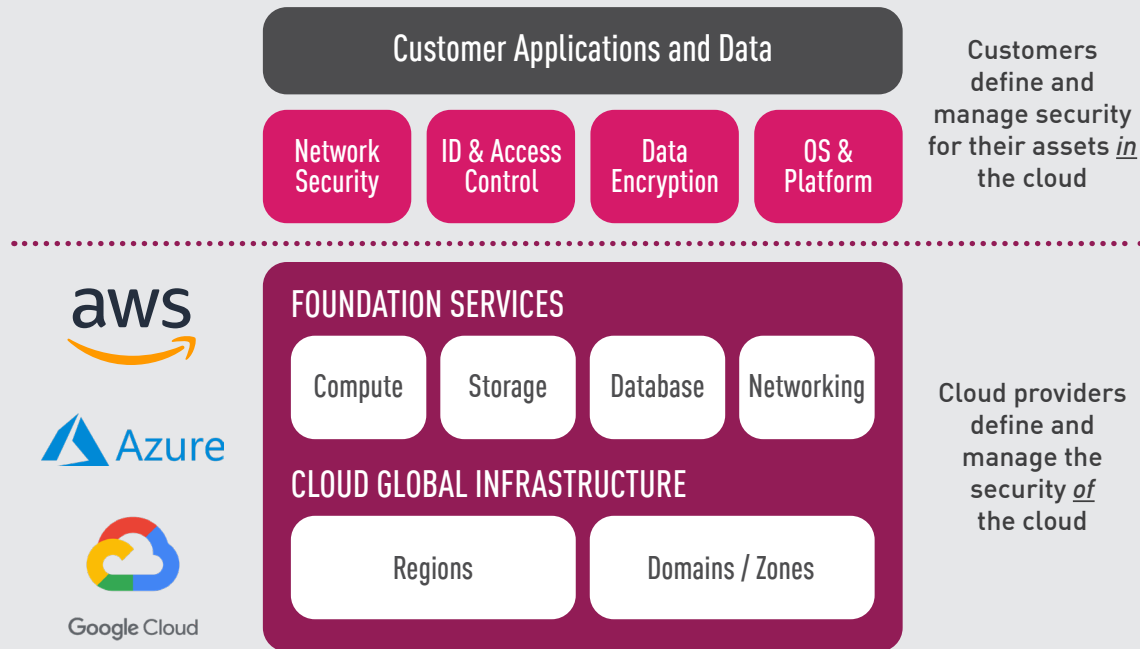 Customer Applications and Data
Network
Security
ID & Access
Control
Data
Encryption
OS &
Platform
Customers
define and
manage security
for their assets in
the cloud
aws
Azure
Google Cloud
FOUNDATION SERVICES
Compute
Storage
Database
Networking
CLOUD GLOBAL INFRASTRUCTURE
Regions
Domains / Zones
Cloud providers
define and
manage the
security of
the cloud